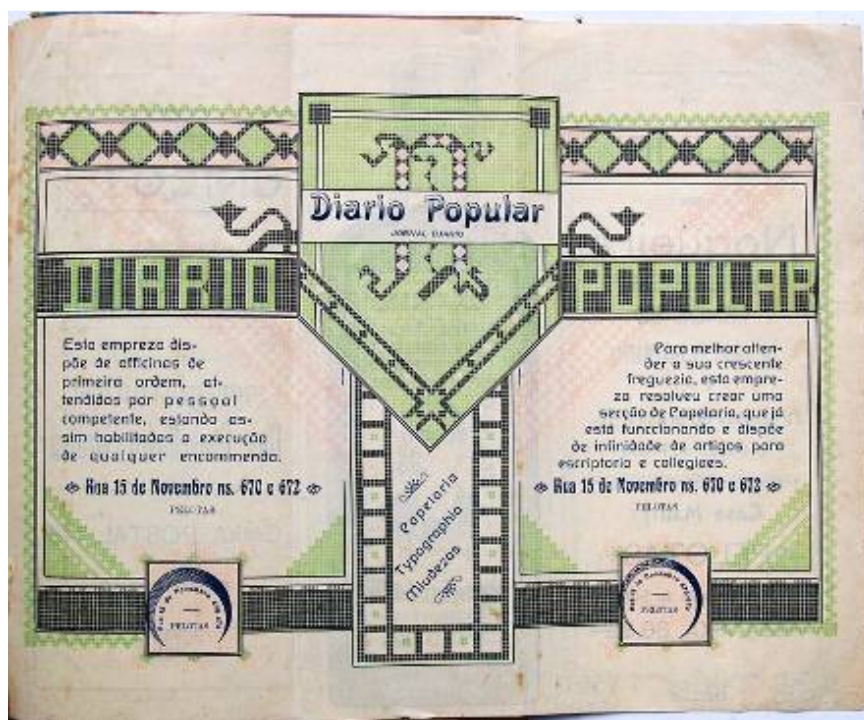 Diario Popular
JORNAL DIARIO
DIARIO
Esta empreza dis-
põe de officinas de
primeira ordem, at-
tendidas por pessoal
competente, estando as-
sim habilitadas a execução
de qualquer encommenda.
Rua 15 de Novembro ns. 670 e 672
PELOTAS
POPULAR
Para melhor atten-
der a sua crescente
freguezia, esta empre-
za resolveu crear uma
secção de Papelaria, que já
está funccionando e dispõe
de infinidade de artigos para
escriptorio e collegiaes.
Rua 15 de Novembro ns. 670 e 672
PELOTAS
Papelaria
Typographia
Miudezas
PELOTAS
PELOTAS